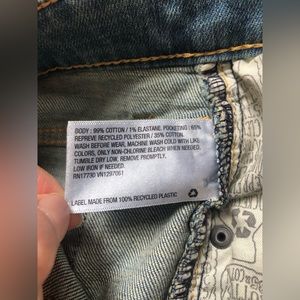 BODY : 99% COTTON / 1% ELASTANE. POCKETING : 65%
REPREVE RECYCLED POLYESTER / 35% COTTON.
WASH BEFORE WEAR, MACHINE WASH COLD WITH LIKE
COLORS, ONLY NON-CHLORINE BLEACH WHEN NEEDED.
TUMBLE DRY LOW, REMOVE PROMPTLY.
LOW IRON IF NEEDED.
RN17730 VN1297061
LABEL MADE FROM 100% RECYCLED PLASTIC